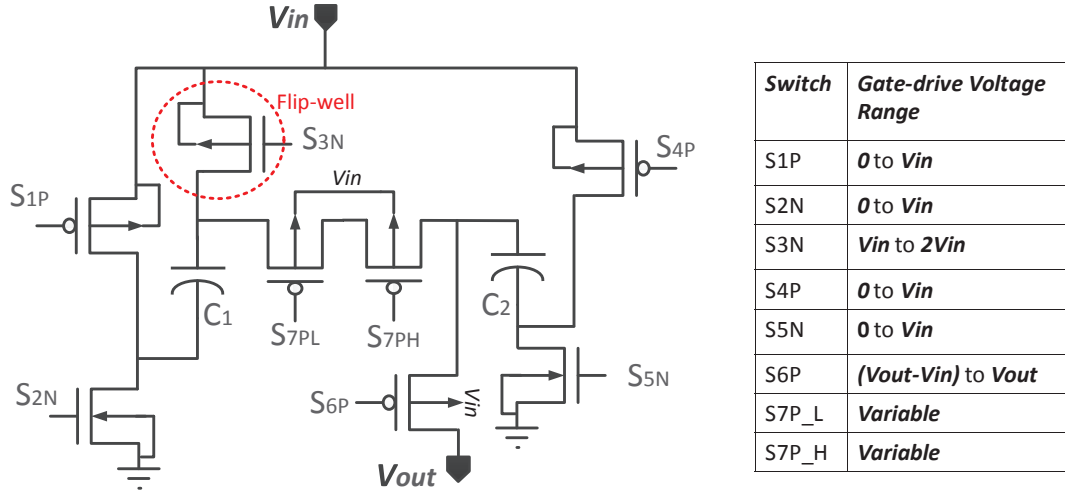 Vin
Flip-well
S3N
S4P
Vin
S1P
C1
C2
S7PL
S7PH
S2N
S6P
Vin
S5N
Vout
Switch Gate-drive Voltage Range
S1P 0 to Vin
S2N 0 to Vin
S3N Vin to 2Vin
S4P 0 to Vin
S5N 0 to Vin
S6P (Vout-Vin) to Vout
S7P_L Variable
S7P_H Variable